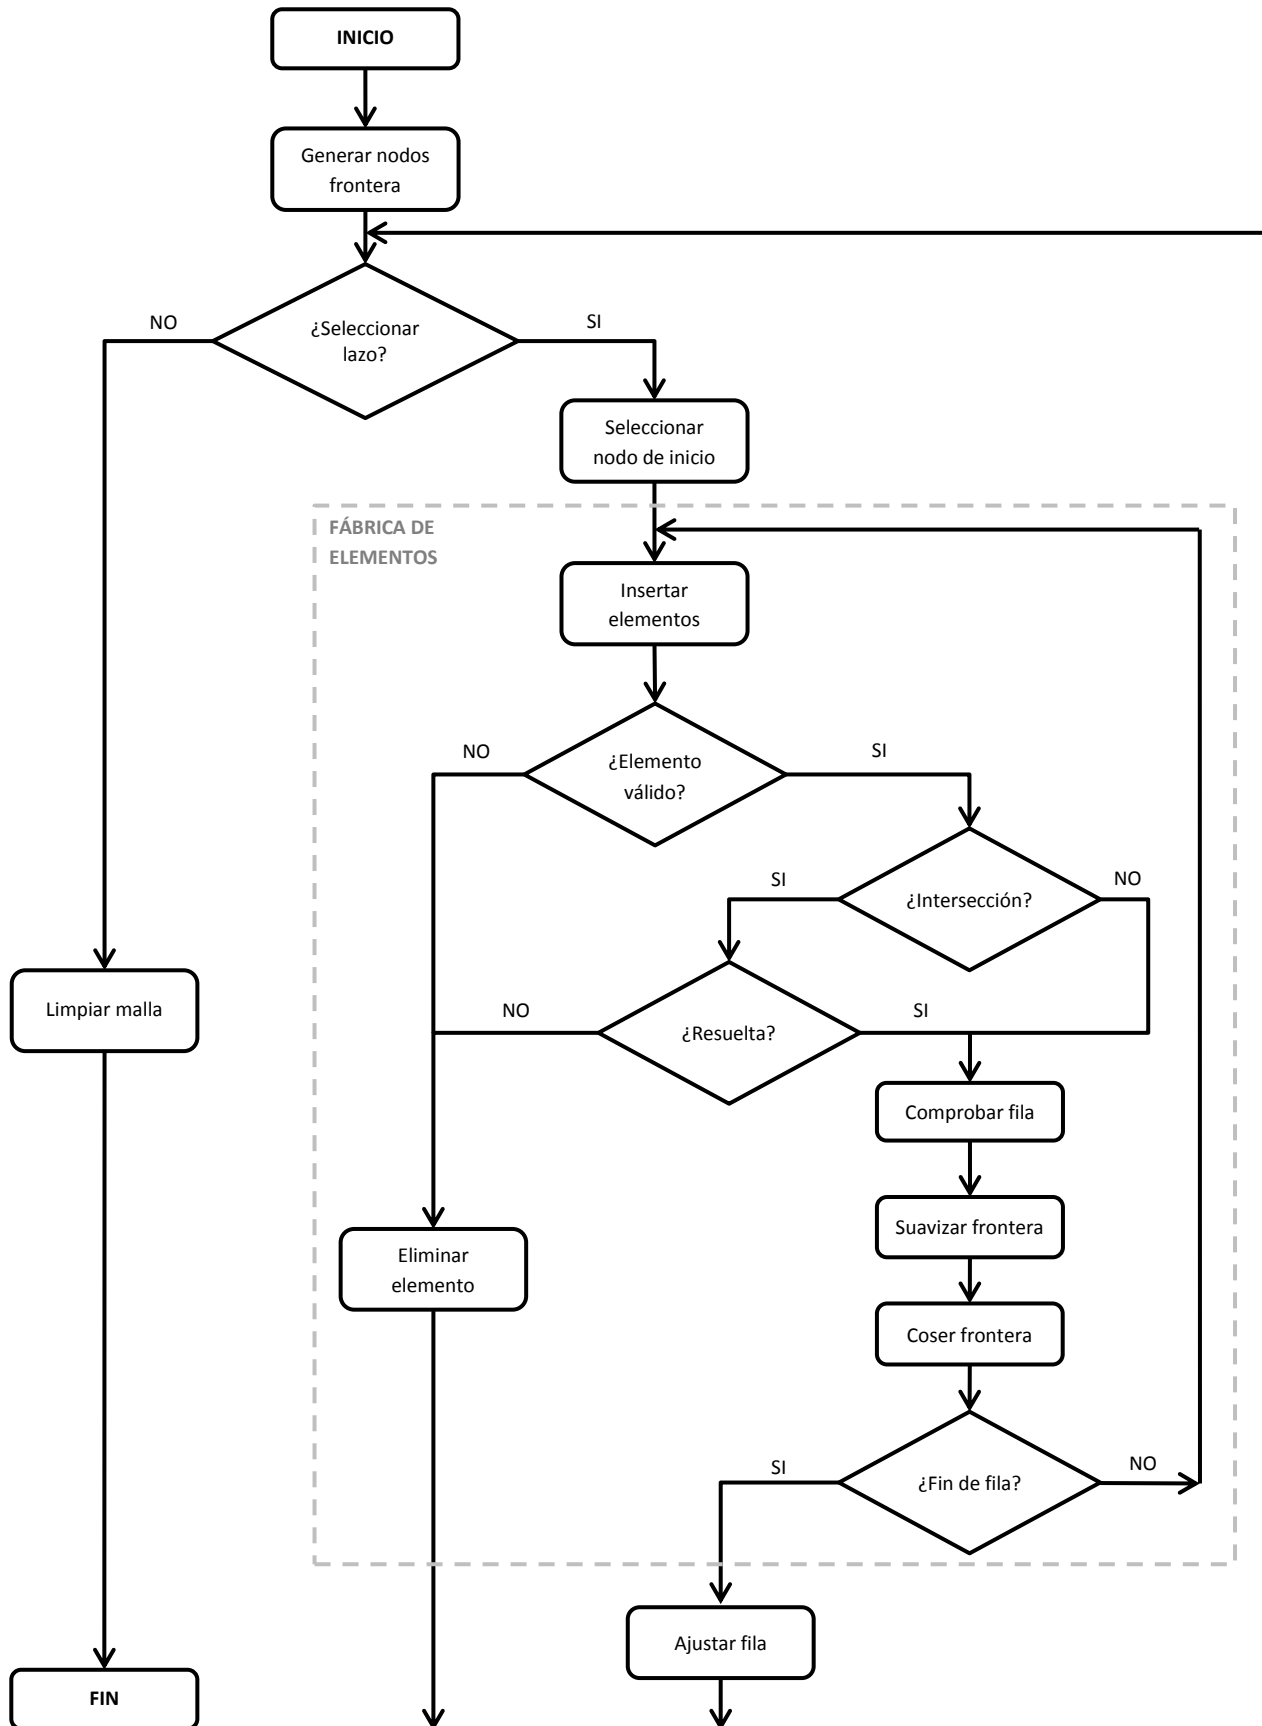 INICIO
Generar nodos
frontera
NO
SI
¿Seleccionar
lazo?
Seleccionar
nodo de inicio
FÁBRICA DE
ELEMENTOS
Insertar
elementos
NO
SI
¿Elemento
válido?
SI
NO
¿Intersección?
Limpiar malla
NO
SI
¿Resuelta?
Comprobar fila
Suavizar frontera
Eliminar
elemento
Coser frontera
SI
NO
¿Fin de fila?
Ajustar fila
FIN